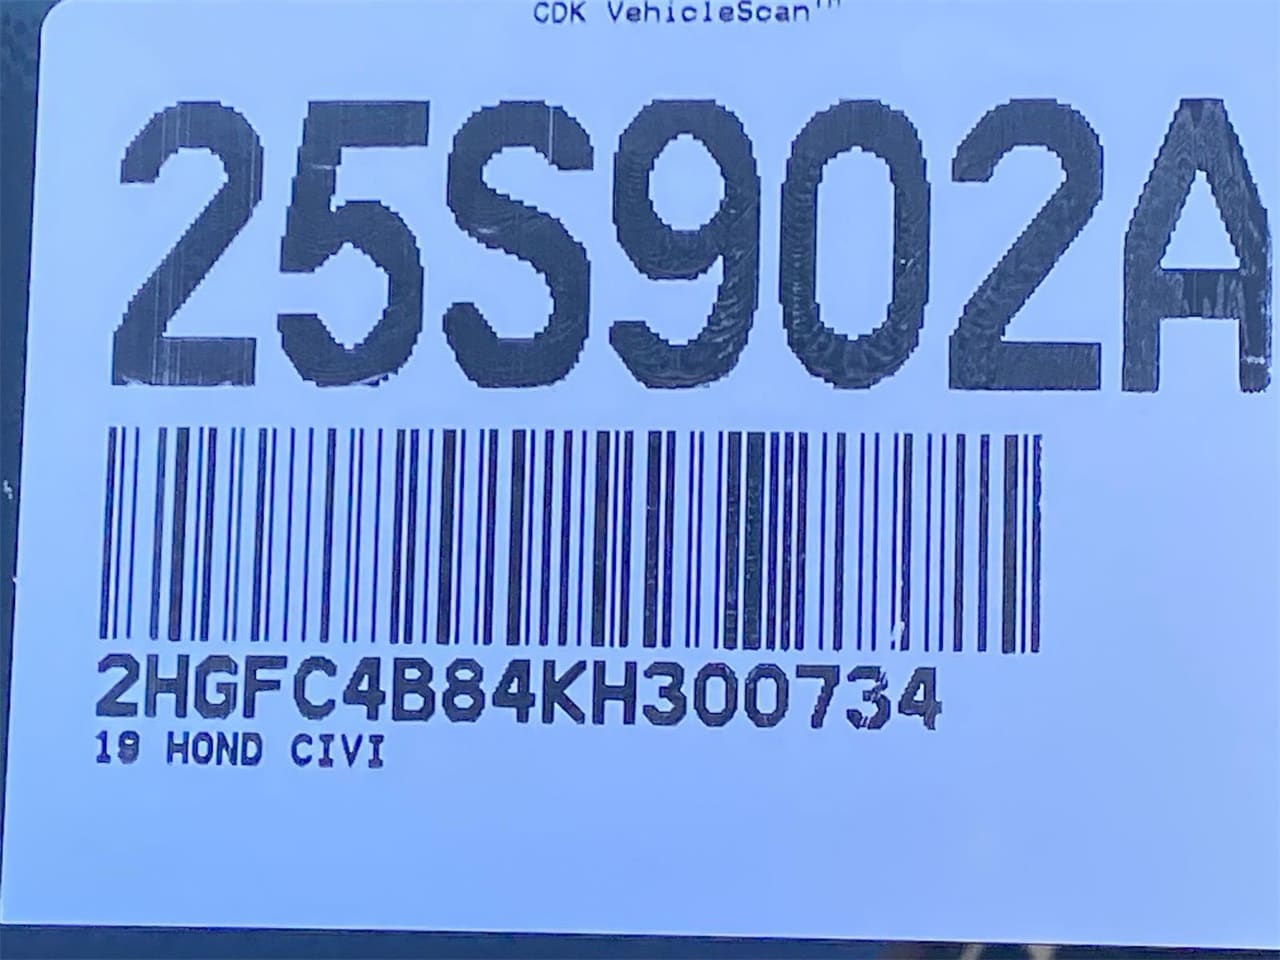 CDK VehicleScan™
25S902A
2HGFC4B84KH300734
19 HOND CIVI